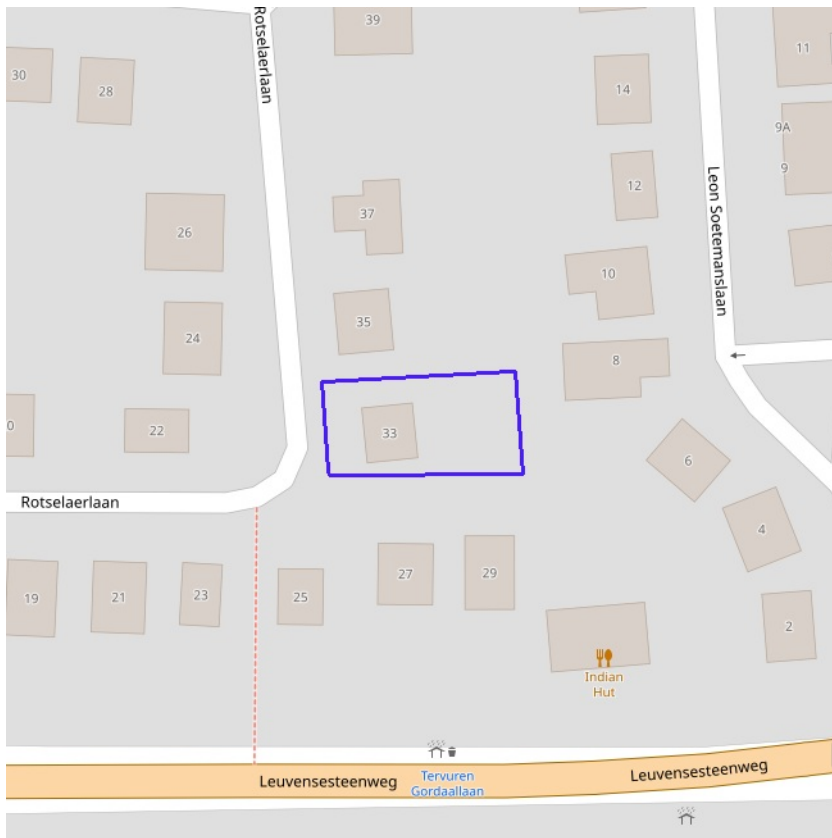 Rotselaerlaan
39
30
28
14
11
9A
9
12
Leon Soetemanslaan
37
26
10
35
24
8
33
0
22
6
Rotselaerlaan
4
27
29
19
21
23
25
2
Indian
Hut
Leuvensesteenweg
Tervuren
Gordaallaan
Leuvensesteenweg